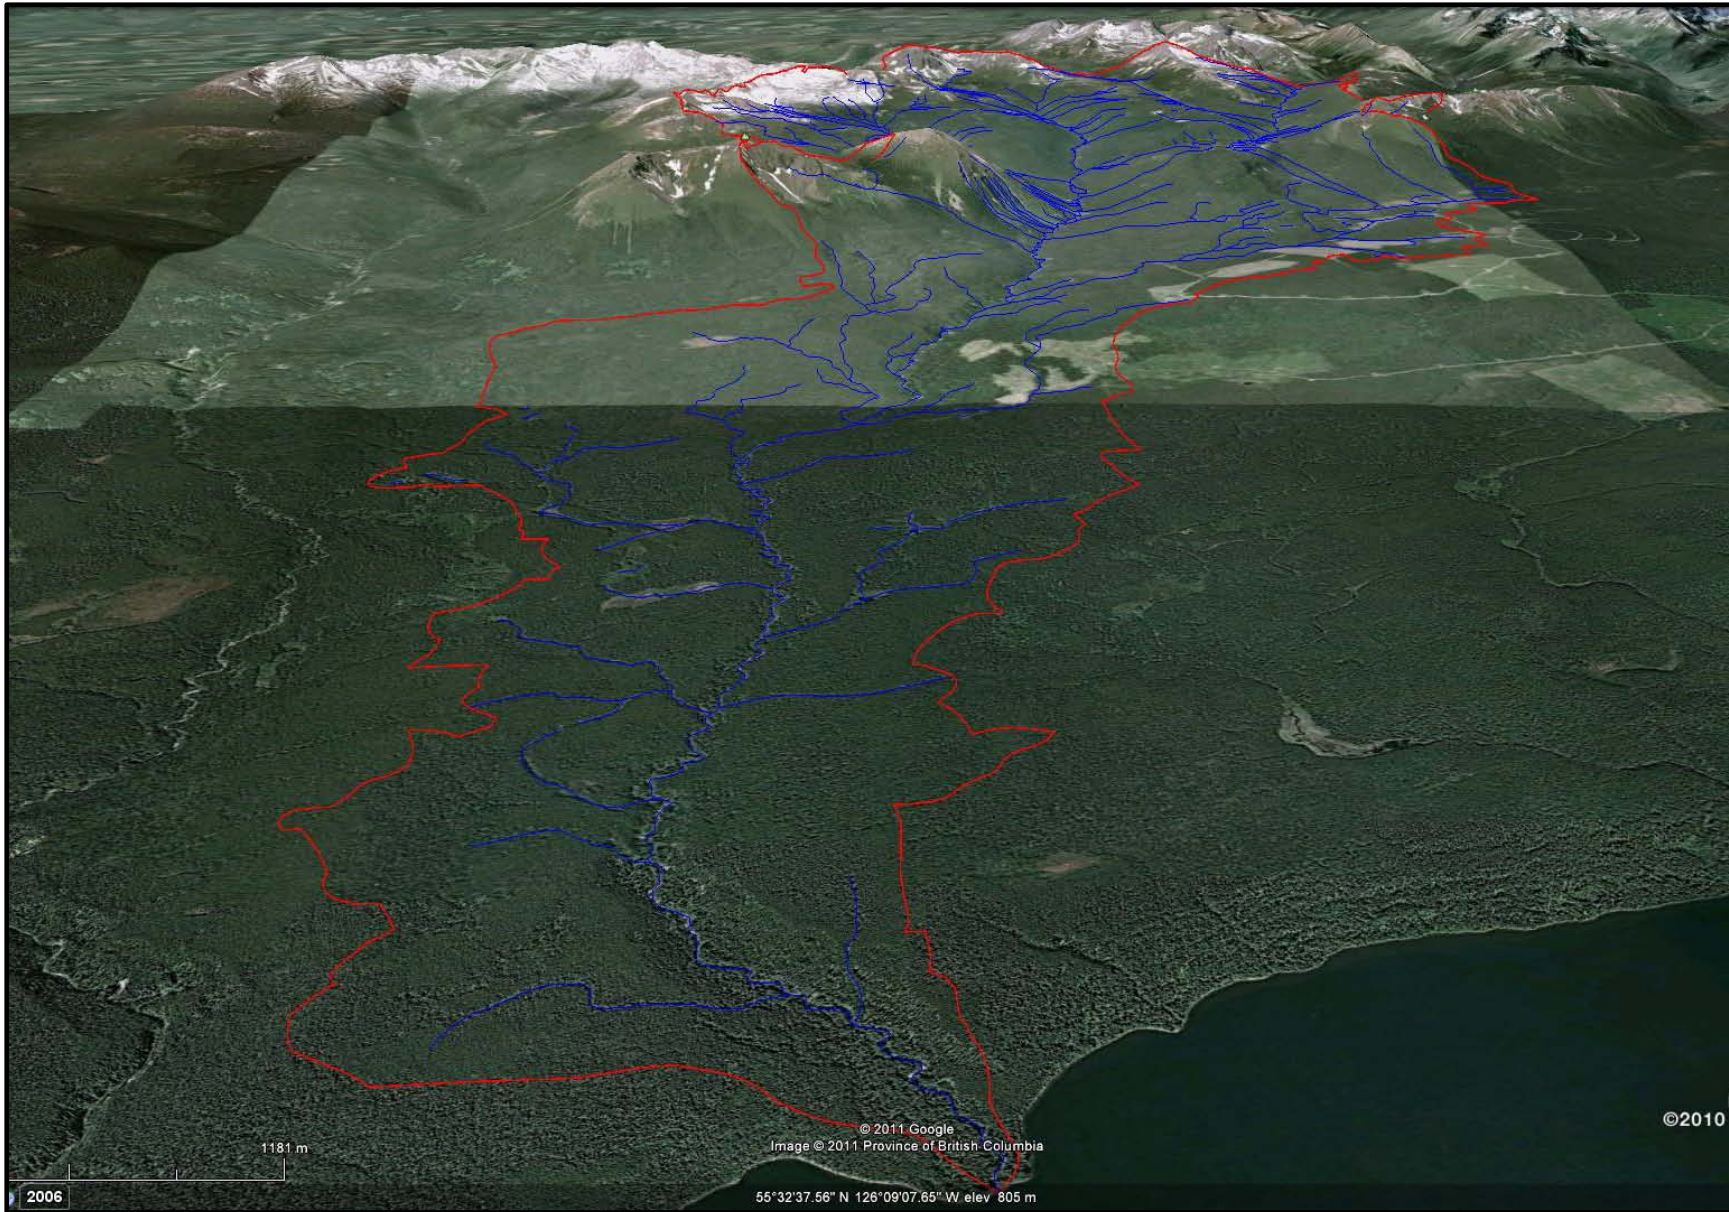 ©2010
1181 m
© 2011 Google
Image © 2011 Province of British Columbia
2006
55°32'37.56" N 126°09'07.65" W elev 805 m